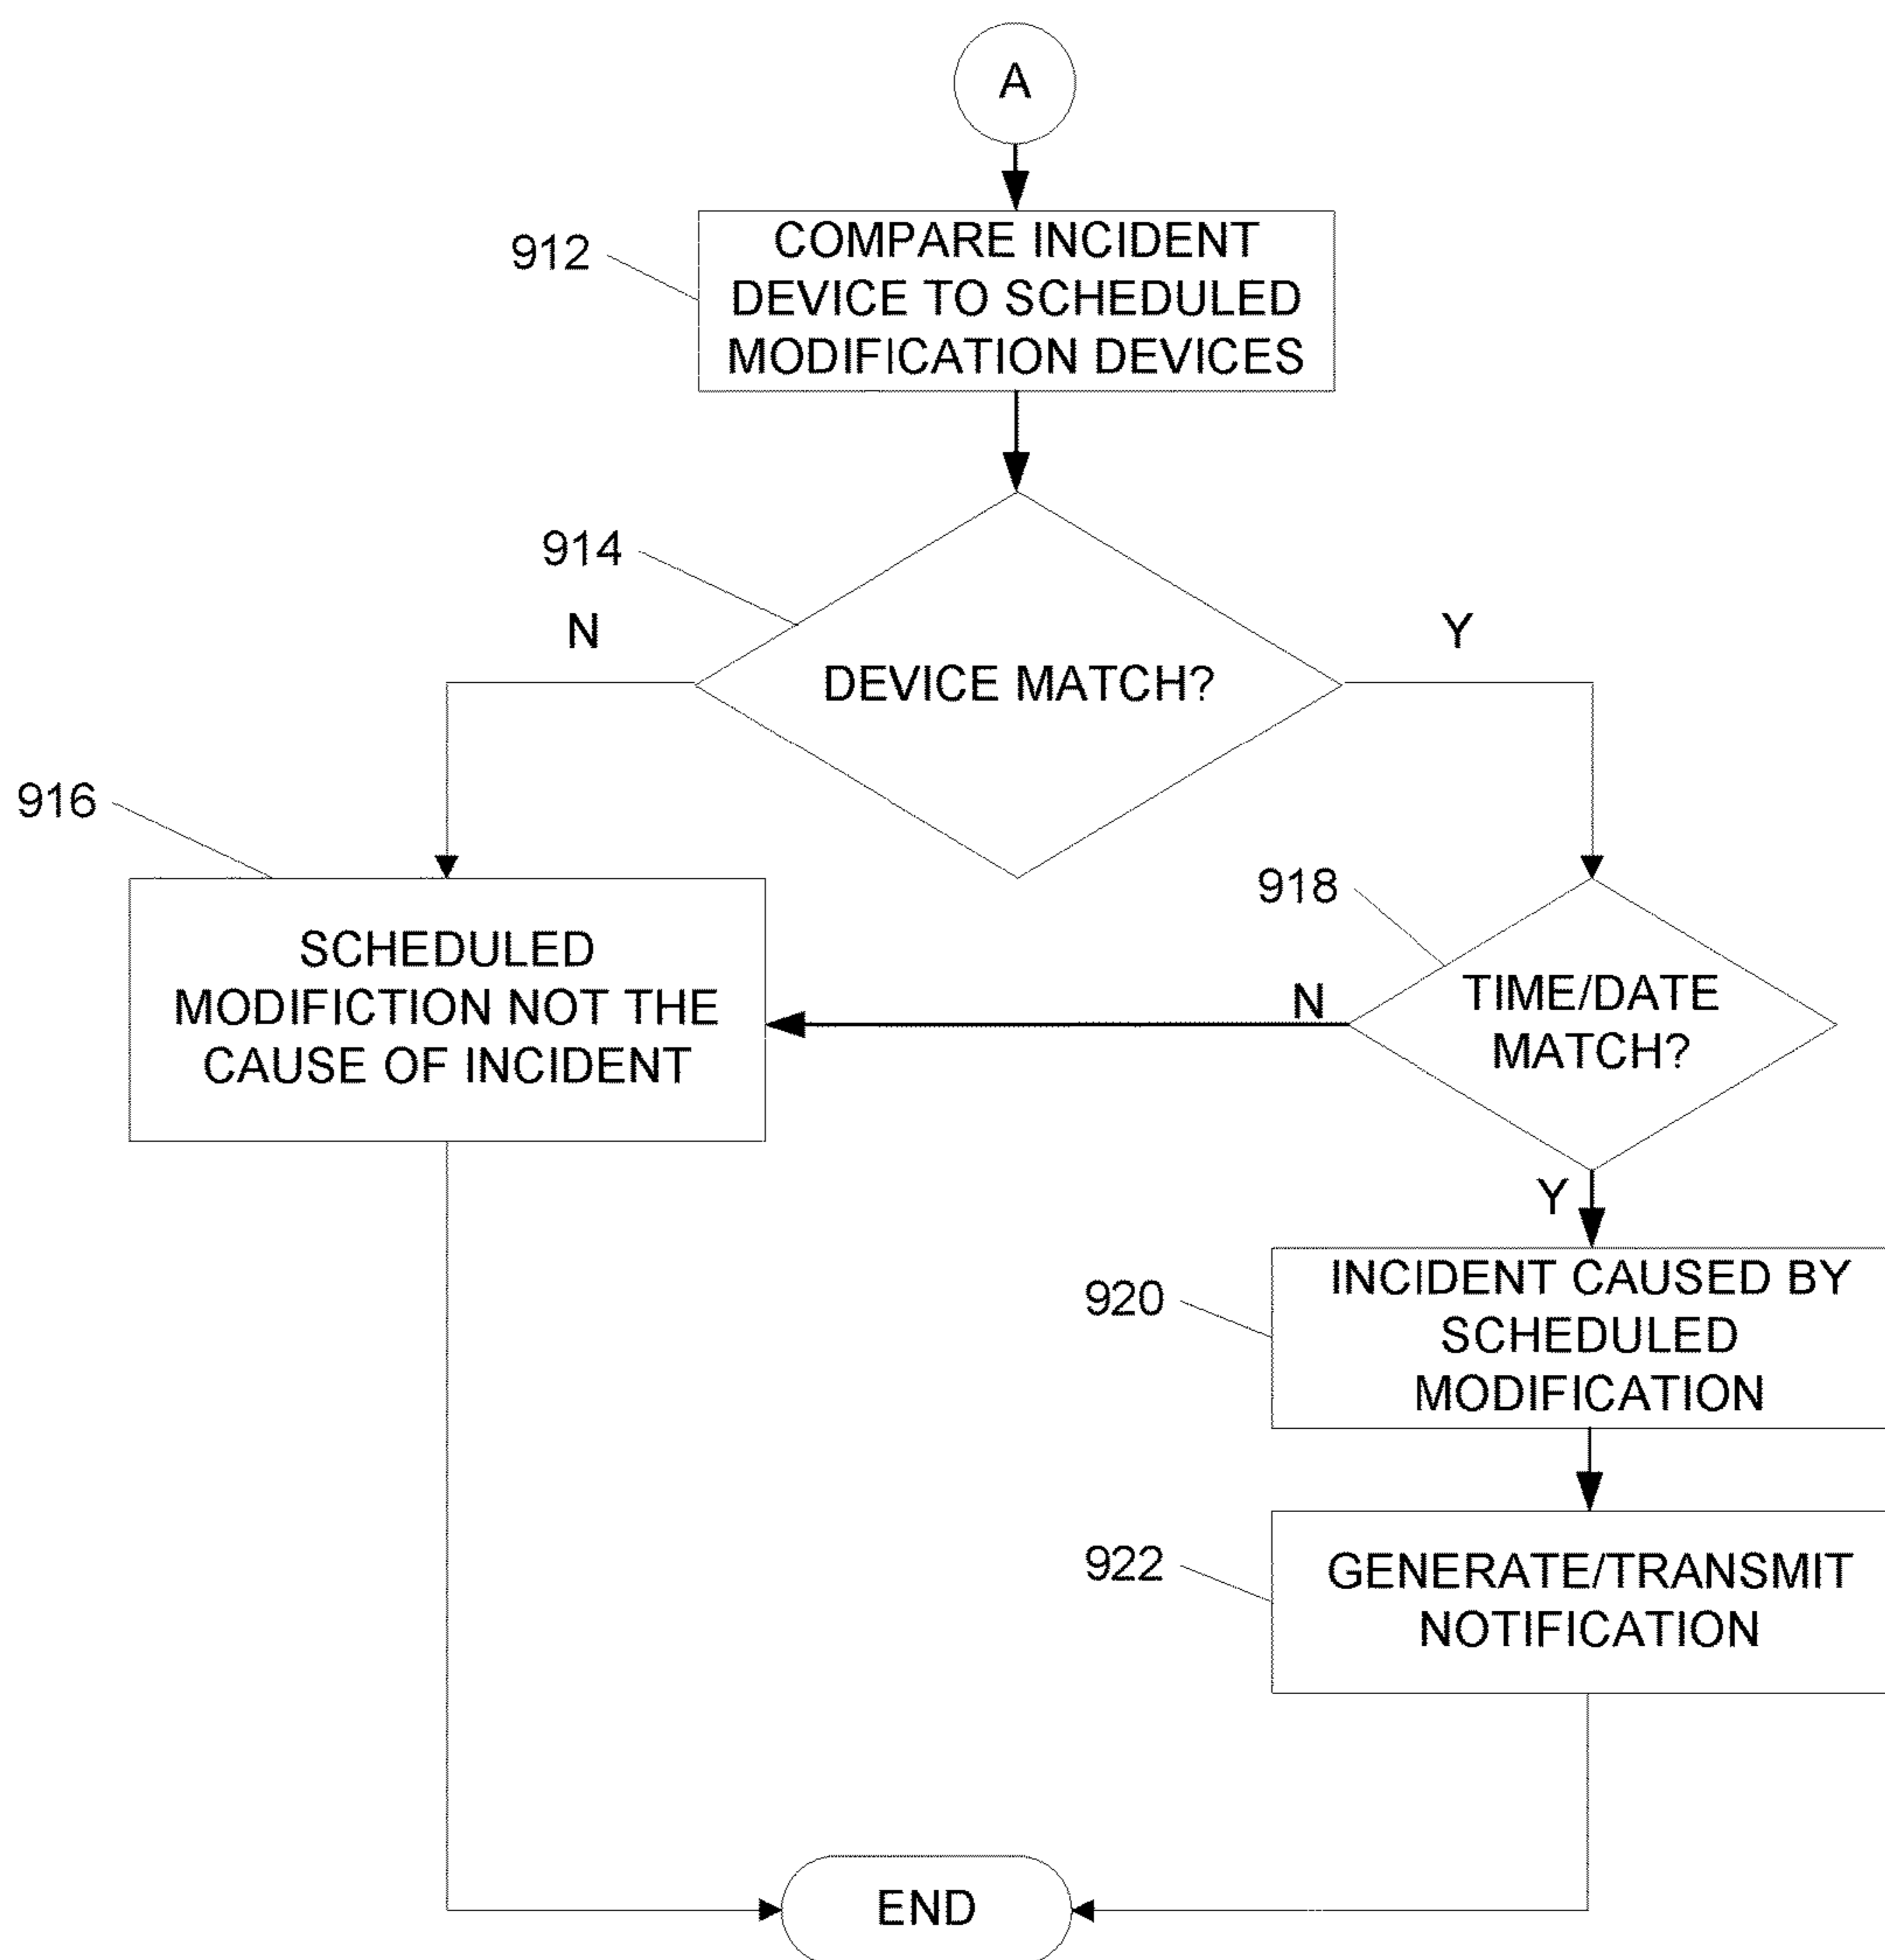 A
912
COMPARE INCIDENT
DEVICE TO SCHEDULED
MODIFICATION DEVICES
914
N
Y
DEVICE MATCH?
916
918
SCHEDULED
MODIFICTION NOT THE
CAUSE OF INCIDENT
N
TIME/DATE
MATCH?
Y
920
INCIDENT CAUSED BY
SCHEDULED
MODIFICATION
922
GENERATE/TRANSMIT
NOTIFICATION
END